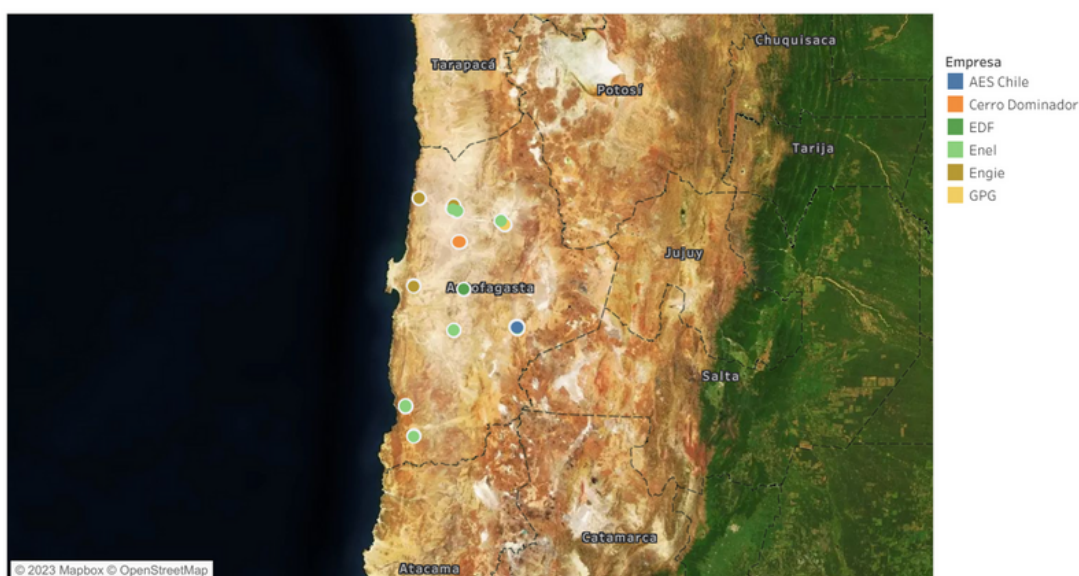 Chuquisaca
Tarapacá
Potosí
Tarija
Jujuy
A ofagasta
Salta
Catamarca
Atacama
© 2023 Mapbox © OpenStreetMap
Empresa
AES Chile
Cerro Dominador
EDF
Enel
Engie
GPG